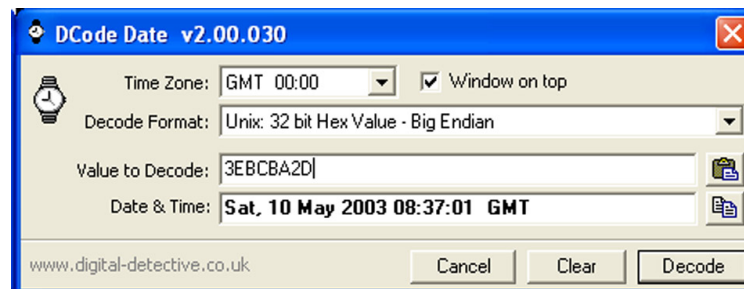 DCode Date v2.00.030
Time Zone: GMT 00:00 Window on top
Decode Format: Unix: 32 bit Hex Value - Big Endian
Value to Decode: 3EBCBA2D
Date & Time: Sat, 10 May 2003 08:37:01 GMT
www.digital-detective.co.uk Cancel Clear Decode